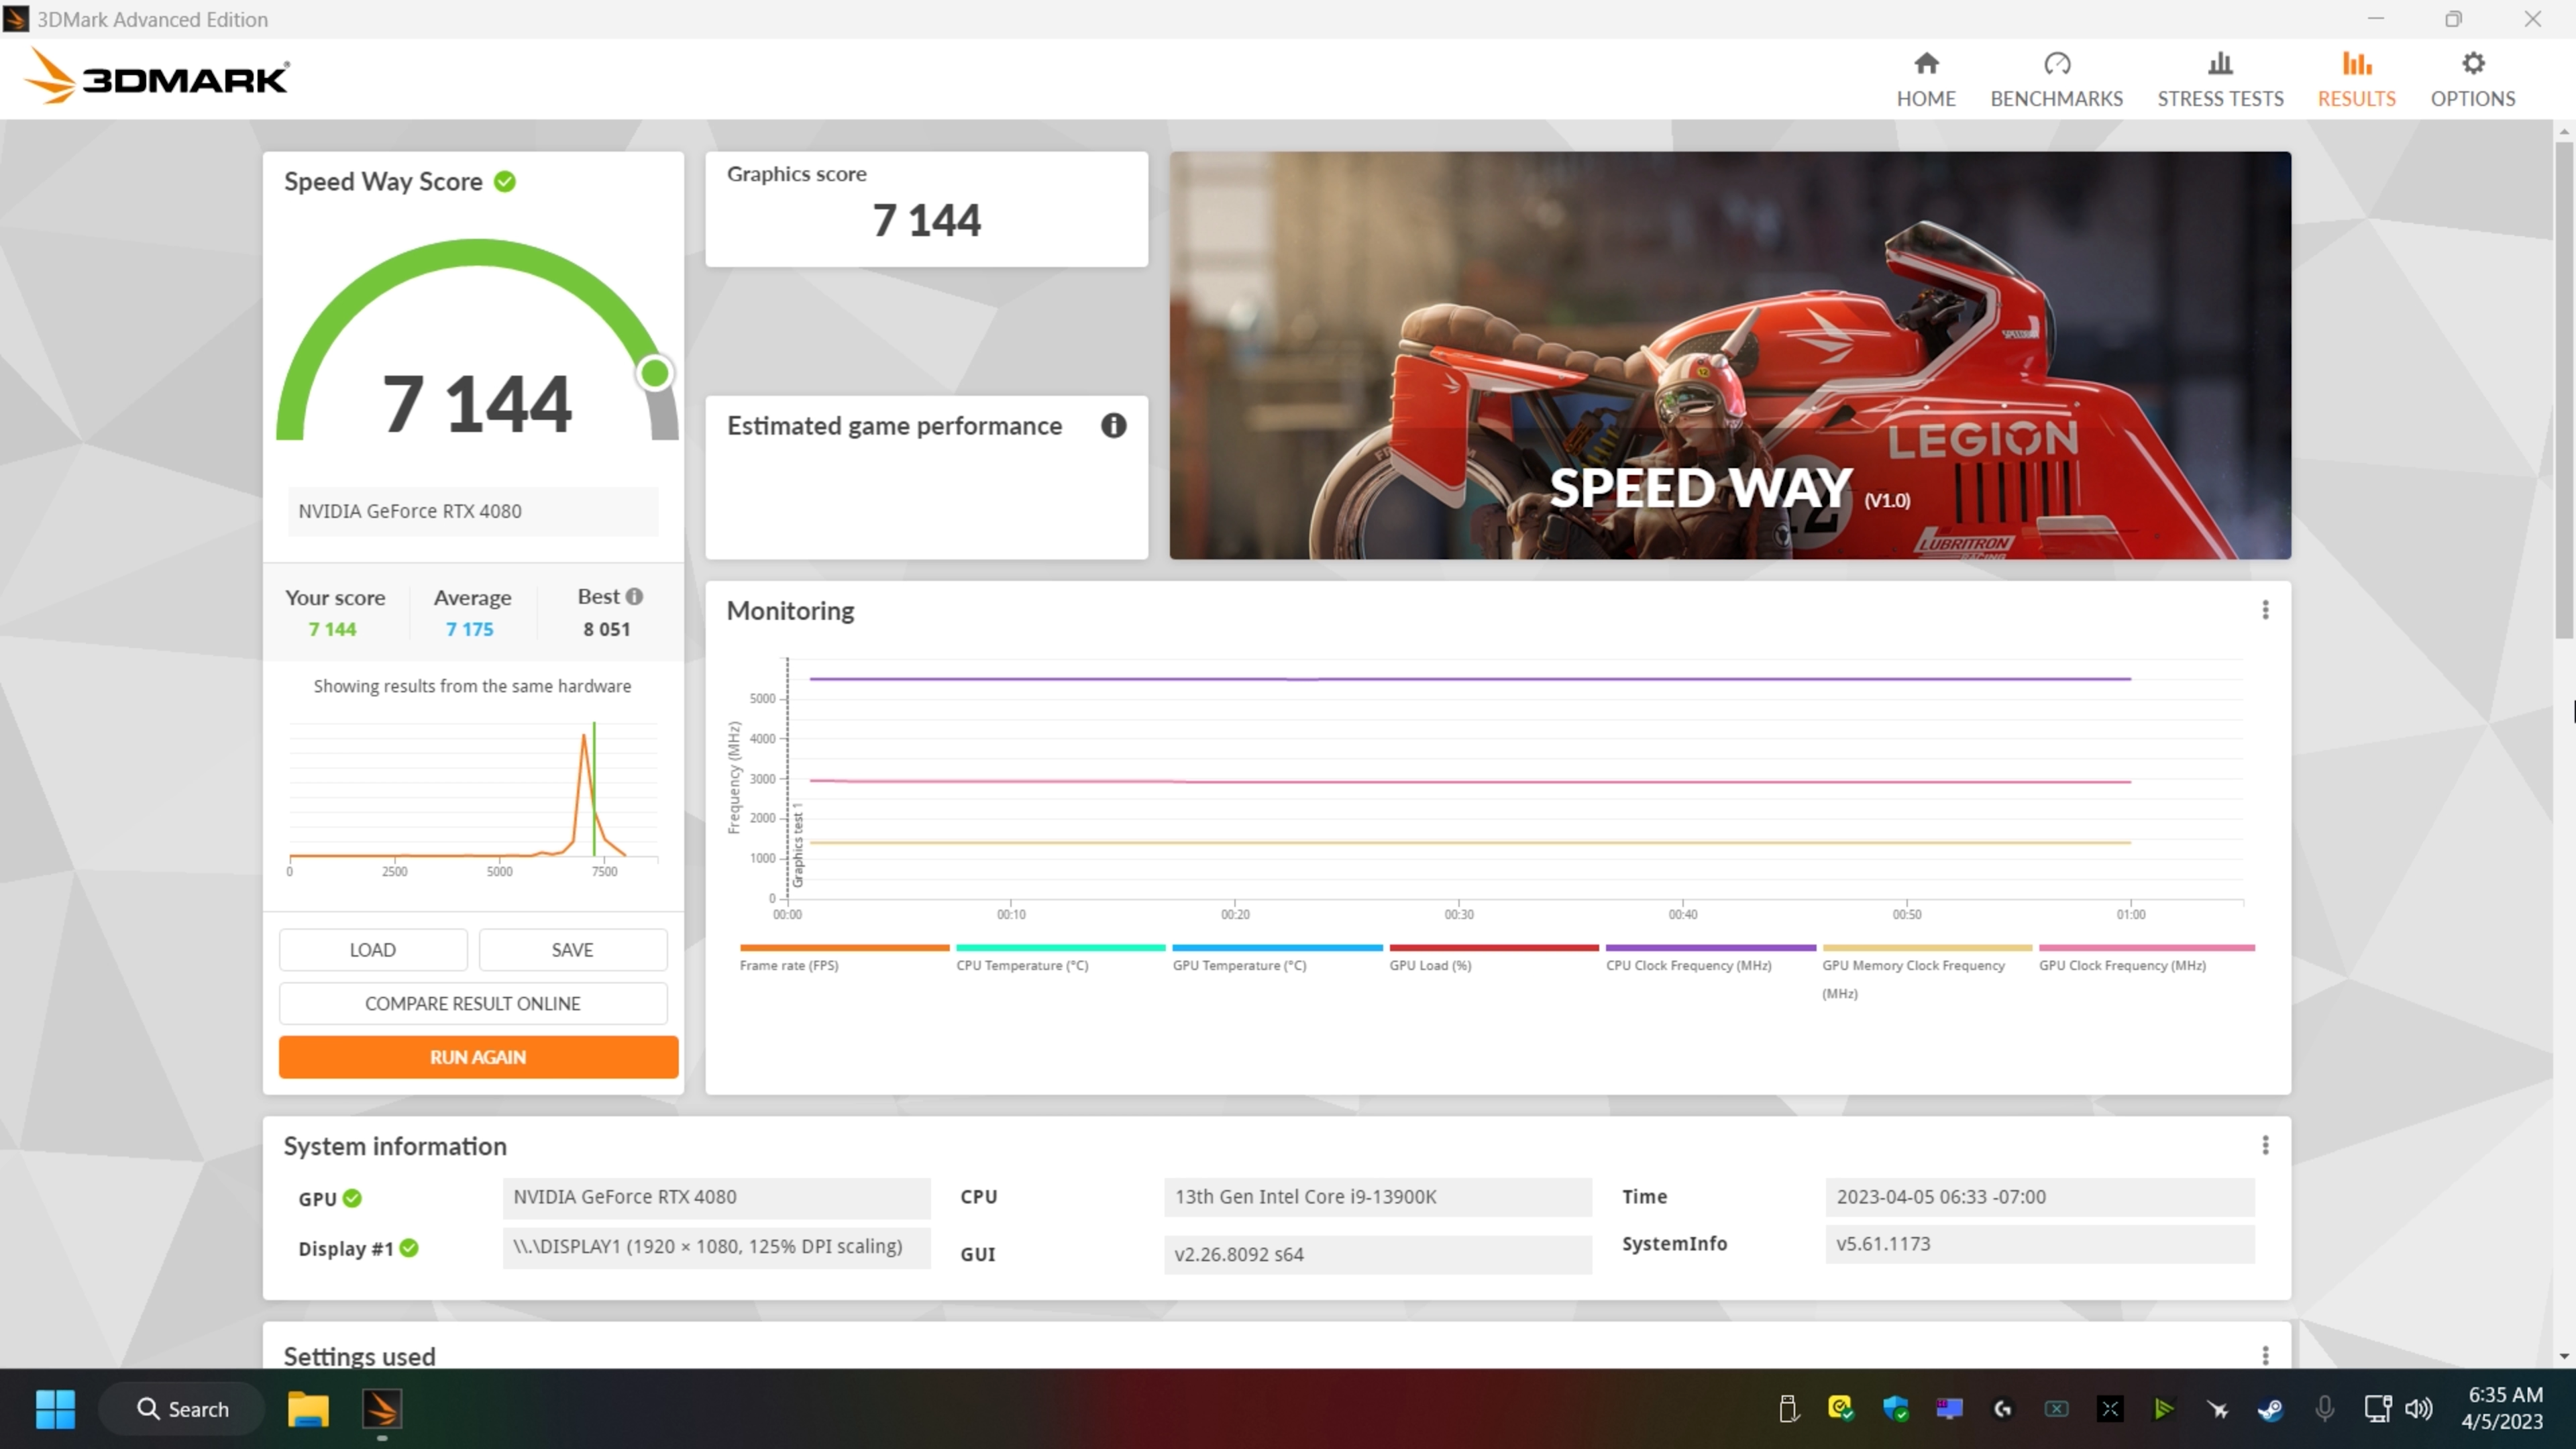 3DMark Advanced Edition
3DMARK
HOME
BENCHMARKS
STRESS TESTS
RESULTS
OPTIONS
Speed Way Score
7 144
NVIDIA GeForce RTX 4080
Your score
7 144
Average
7 175
Best
8 051
Showing results from the same hardware
0
2500
5000
7500
LOAD
SAVE
COMPARE RESULT ONLINE
RUN AGAIN
Graphics score
7 144
Estimated game performance
LEGION
SPEED WAY (V1.0)
12
LUBRITRON
RACING
Monitoring
Frequency (MHz)
5000
4000
3000
2000
1000
0
Graphics test 1
00:00
00:10
00:20
00:30
00:40
00:50
01:00
Frame rate (FPS)
CPU Temperature (°C)
GPU Temperature (°C)
GPU Load (%)
CPU Clock Frequency (MHz)
GPU Memory Clock Frequency
(MHz)
GPU Clock Frequency (MHz)
System information
GPU
NVIDIA GeForce RTX 4080
CPU
13th Gen Intel Core i9-13900K
Time
2023-04-05 06:33 -07:00
Display #1
\\.\DISPLAY1 (1920 × 1080, 125% DPI scaling)
GUI
v2.26.8092 s64
SystemInfo
v5.61.1173
Settings used
Search
6:35 AM
4/5/2023